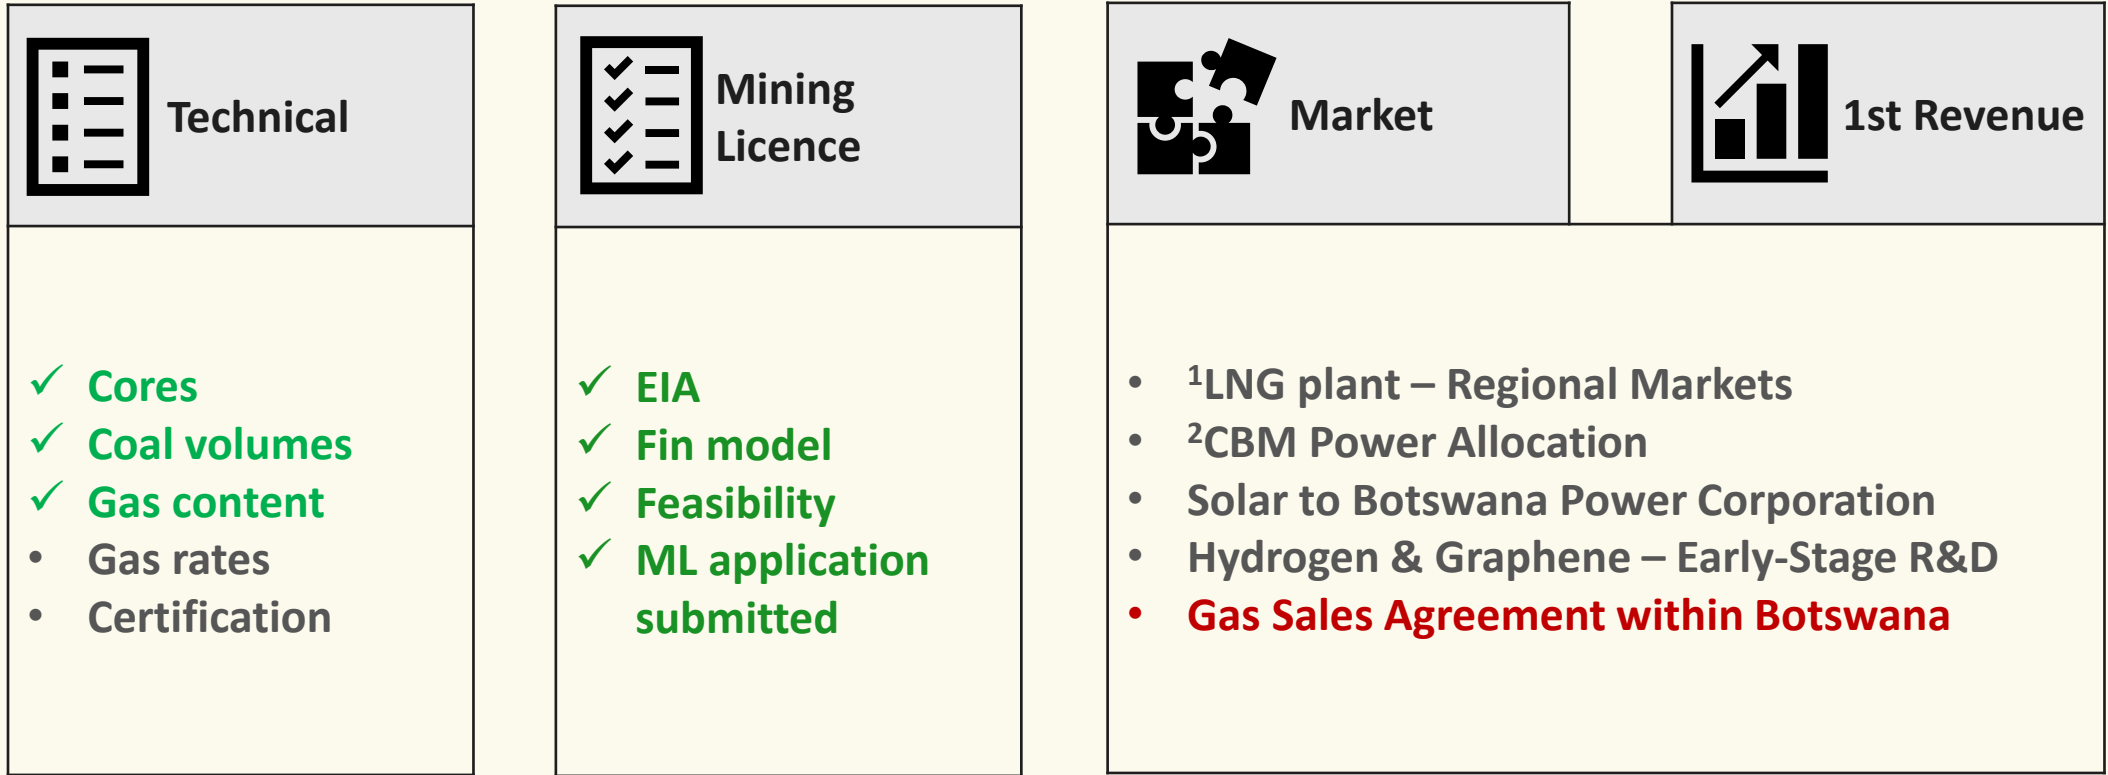 Technical
✓ Cores
✓ Coal volumes
✓ Gas content
• Gas rates
• Certification
Mining
Licence
✓ EIA
✓ Fin model
✓ Feasibility
✓ ML application
submitted
Market
1st Revenue
• ¹LNG plant – Regional Markets
• ²CBM Power Allocation
• Solar to Botswana Power Corporation
• Hydrogen & Graphene – Early-Stage R&D
• Gas Sales Agreement within Botswana